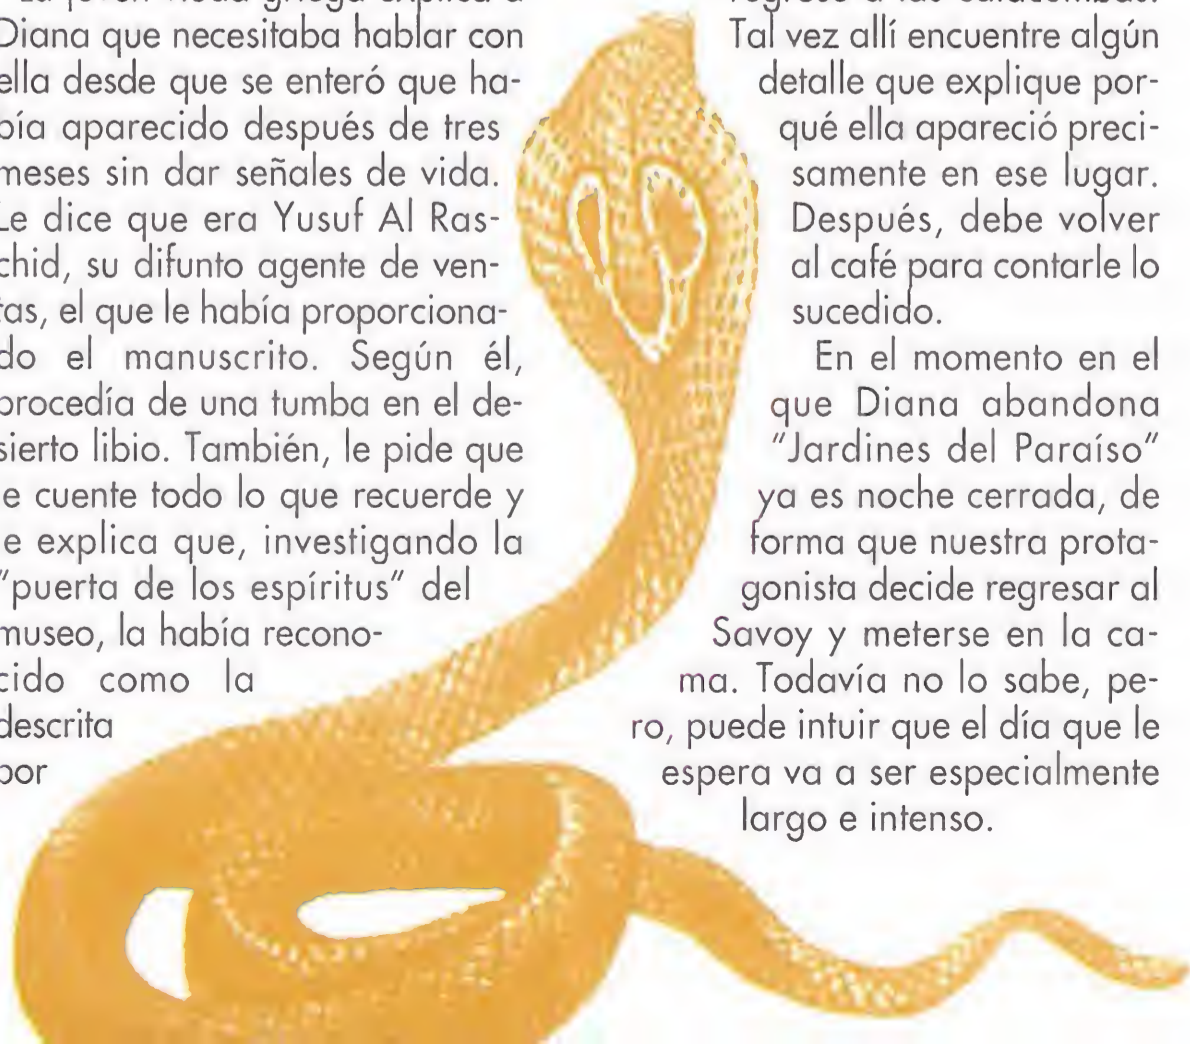 Diana que necesitaba hablar con
ella desde que se enteró que ha-
bía aparecido después de tres
meses sin dar señales de vida.
Le dice que era Yusuf Al Ras-
chid, su difunto agente de ven-
tas, el que le había proporciona-
do el manuscrito. Según él,
procedía de una tumba en el de-
sierto libio. También, le pide que
le cuente todo lo que recuerde y
le explica que, investigando la
"puerta de los espíritus" del
museo, la había recono-
cido como la
descrita
por
Tal vez allí encuentre algún
detalle que explique por-
qué ella apareció preci-
samente en ese lugar.
Después, debe volver
al café para contarle lo
sucedido.
En el momento en el
que Diana abandona
"Jardines del Paraíso"
ya es noche cerrada, de
forma que nuestra prota-
gonista decide regresar al
Savoy y meterse en la ca-
ma. Todavía no lo sabe, pe-
ro, puede intuir que el día que le
espera va a ser especialmente
largo e intenso.